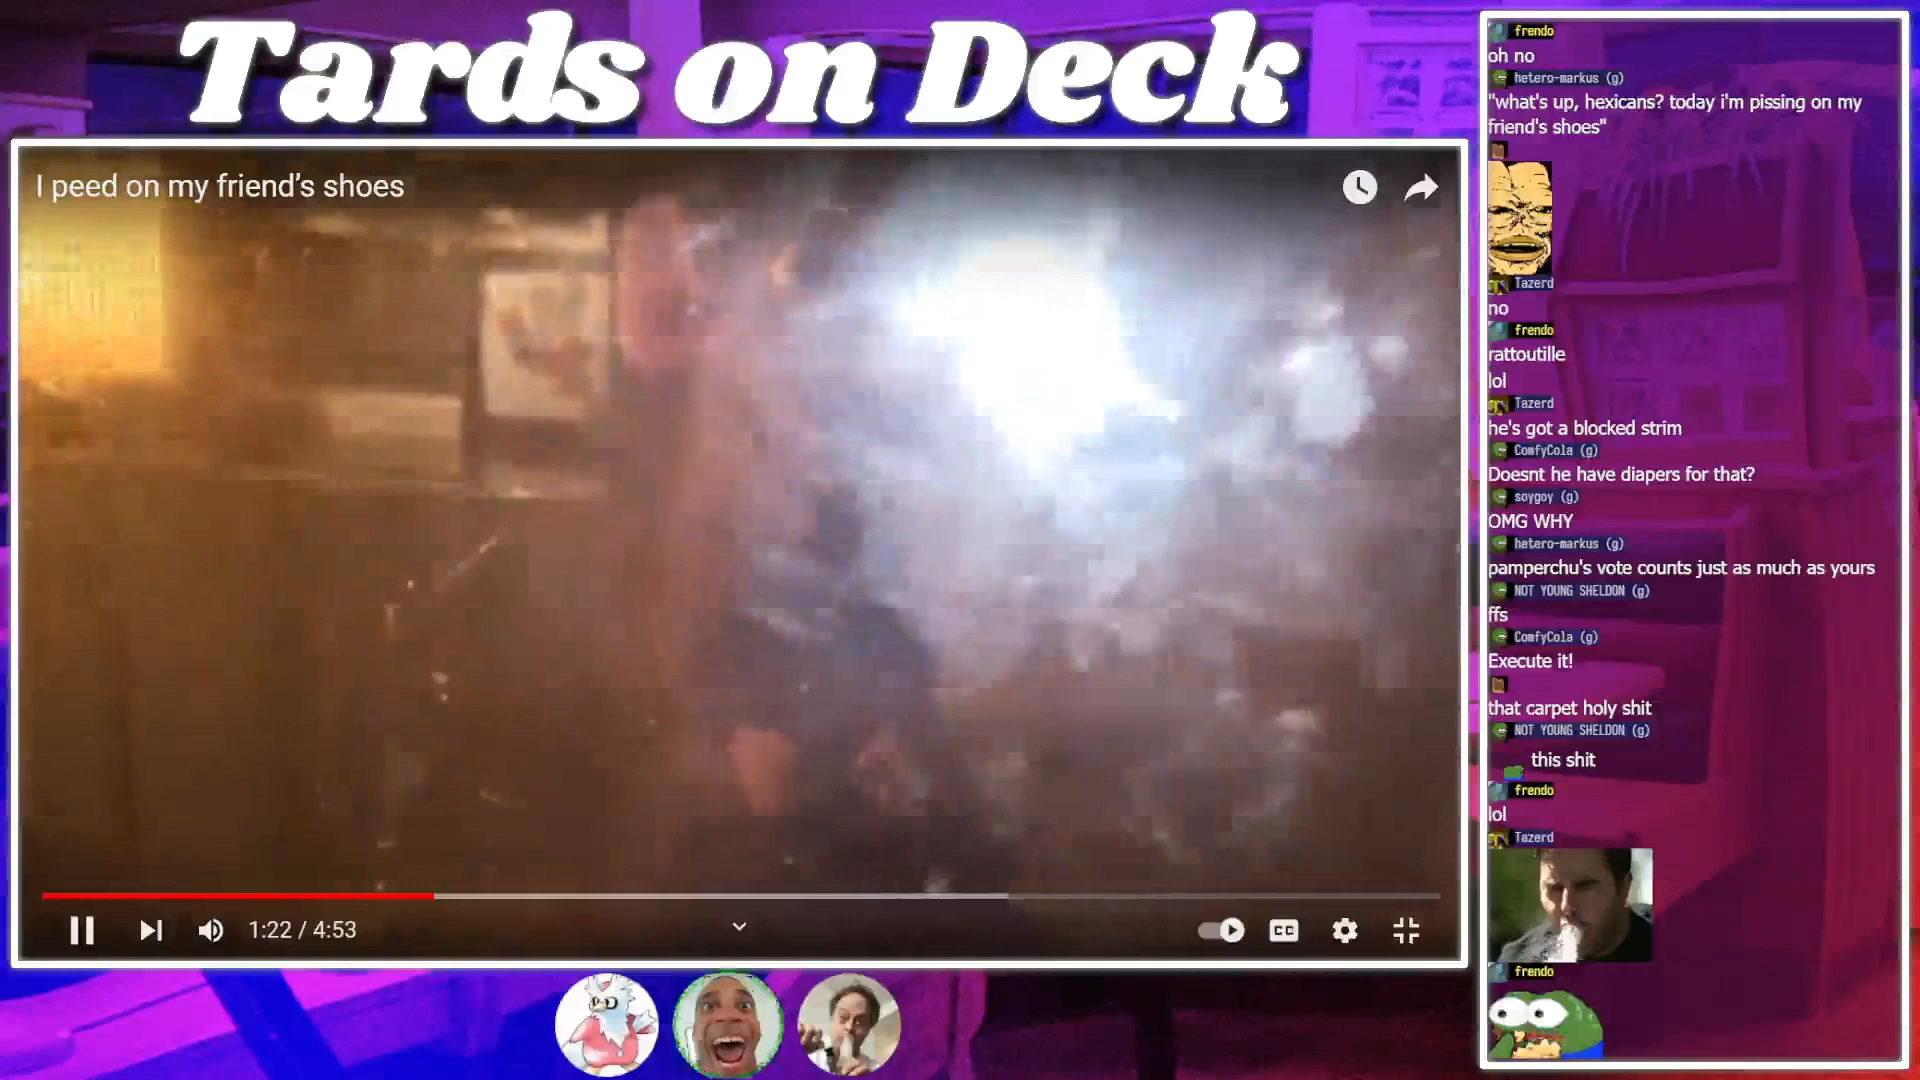 Tards on Deck
I peed on my friend's shoes
1:22 / 4:53
CC
frendo
oh no
hetero-markus (g)
"what's up, hexicans? today i'm pissing on my
friend's shoes"
Tazerd
no
frendo
rattoutille
lol
Tazerd
he's got a blocked strim
ComfyCola (g)
Doesnt he have diapers for that?
soygoy (g)
OMG WHY
hetero-markus (g)
pamperchu's vote counts just as much as yours
NOT YOUNG SHELDON (g)
ffs
ComfyCola (g)
Execute it!
that carpet holy shit
NOT YOUNG SHELDON (g)
this shit
frendo
lol
Tazerd
frendo